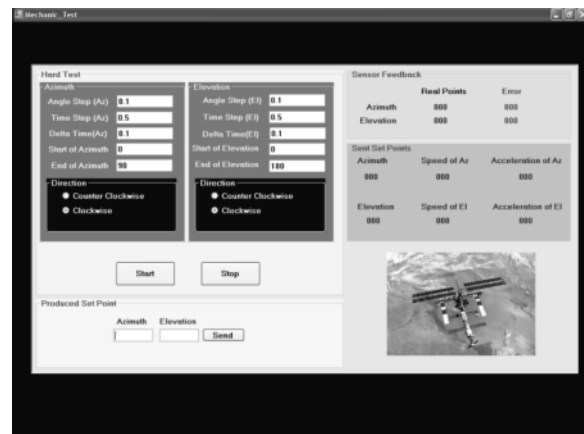 Mechanic_Test
Hard Test
Azimuth
Angle Step (Az) 0.1
Time Step (Az) 0.5
Delta Time(Az) 0.1
Start of Azimuth 0
End of Azimuth 90
Direction
Counter Clockwise
Clockwise
Elevation
Angle Step (El) 0.1
Time Step (El) 0.5
Delta Time(El) 0.1
Start of Elevation 0
End of Elevation 180
Direction
Counter Clockwise
Clockwise
Start Stop
Produced Set Point
Azimuth Elevation
Send
Sensor Feedback
Real Points Error
Azimuth 000 000
Elevation 000 000
Sent Set Points
Azimuth Speed of Az Acceleration of Az
000 000 000
Elevation Speed of El Acceleration of El
000 000 000